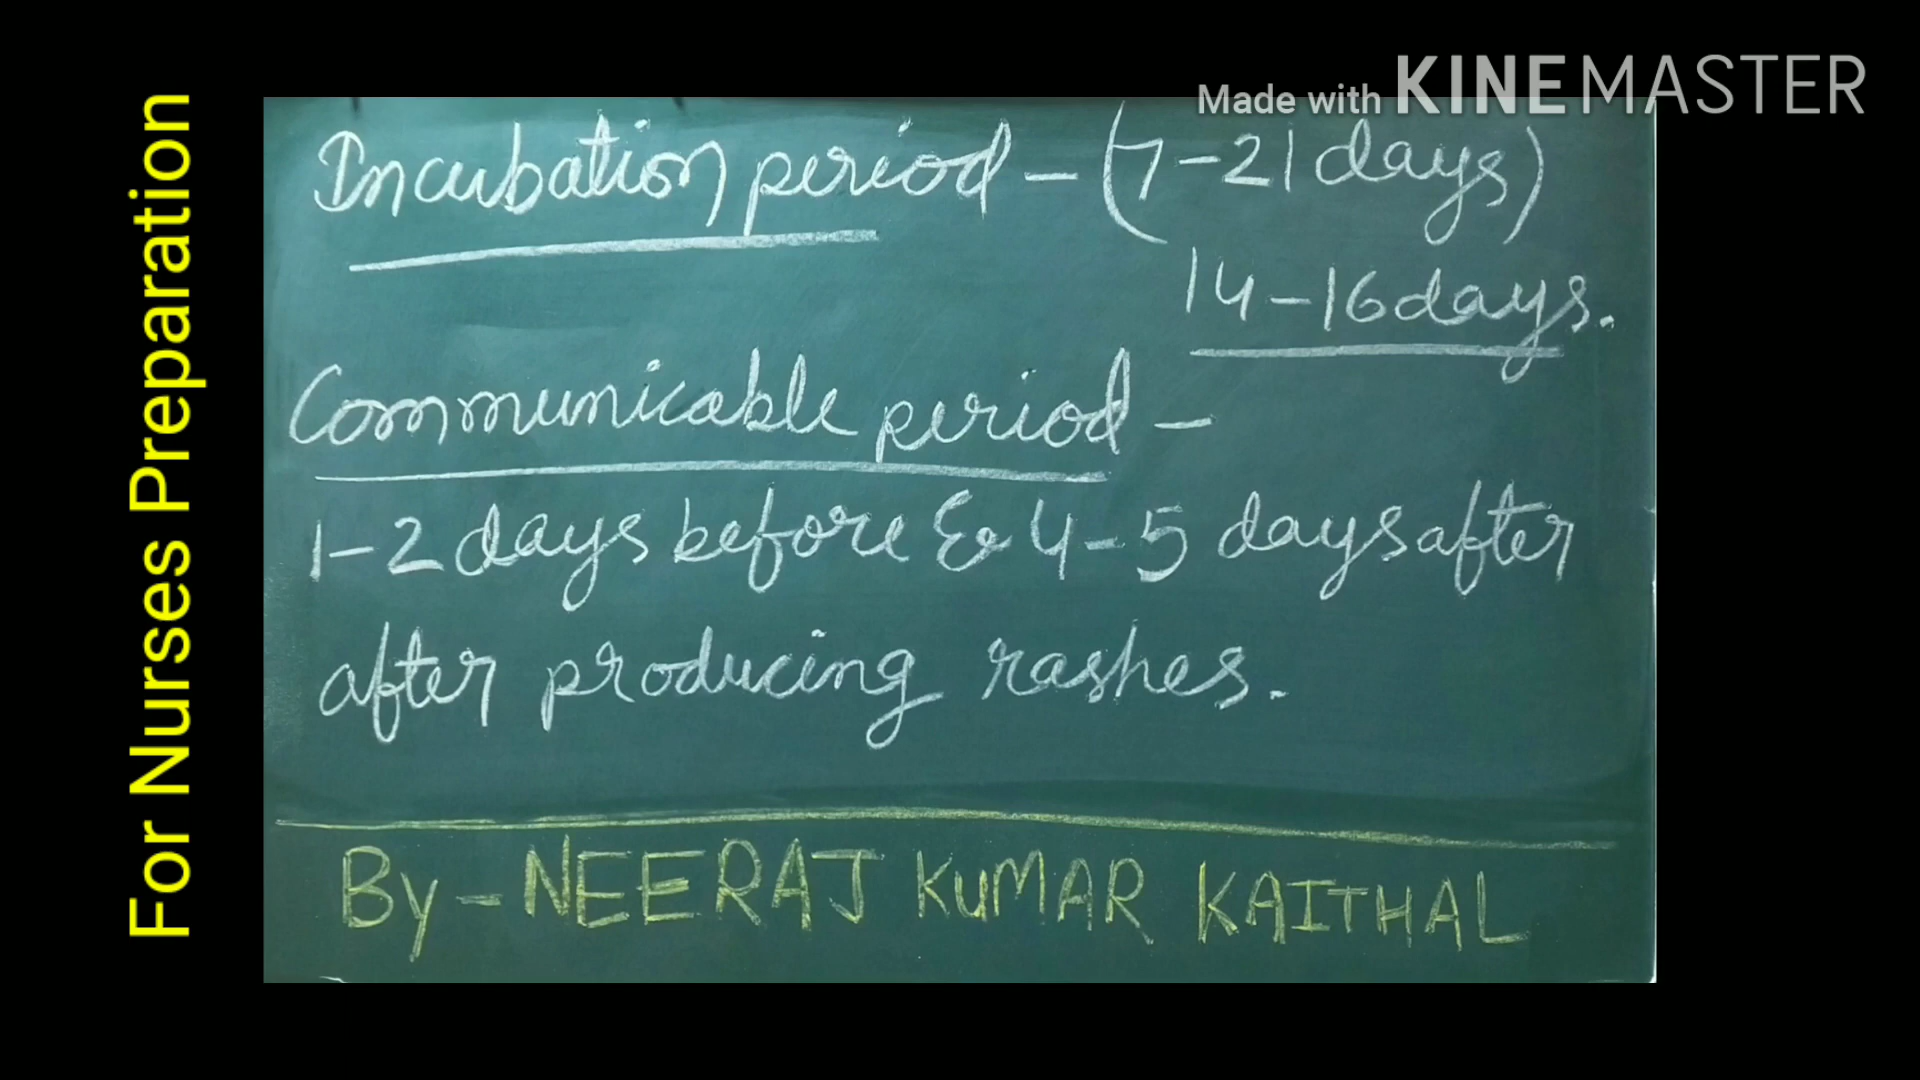 Made with KINEMASTER
For Nurses Preparation
Incubation period - (7-21 days)
14-16 days.
Communicable period -
1-2 days before & 4-5 days after
after producing rashes.
By - NEERAJ KUMAR KAITHAL